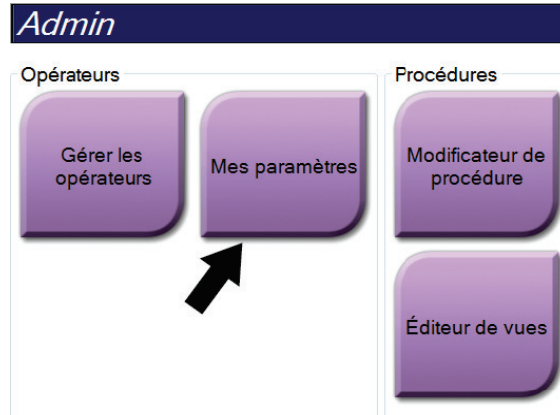 Admin
Opérateurs
Gérer les
opérateurs
Mes paramètres
Procédures
Modificateur de
procédure
Éditeur de vues